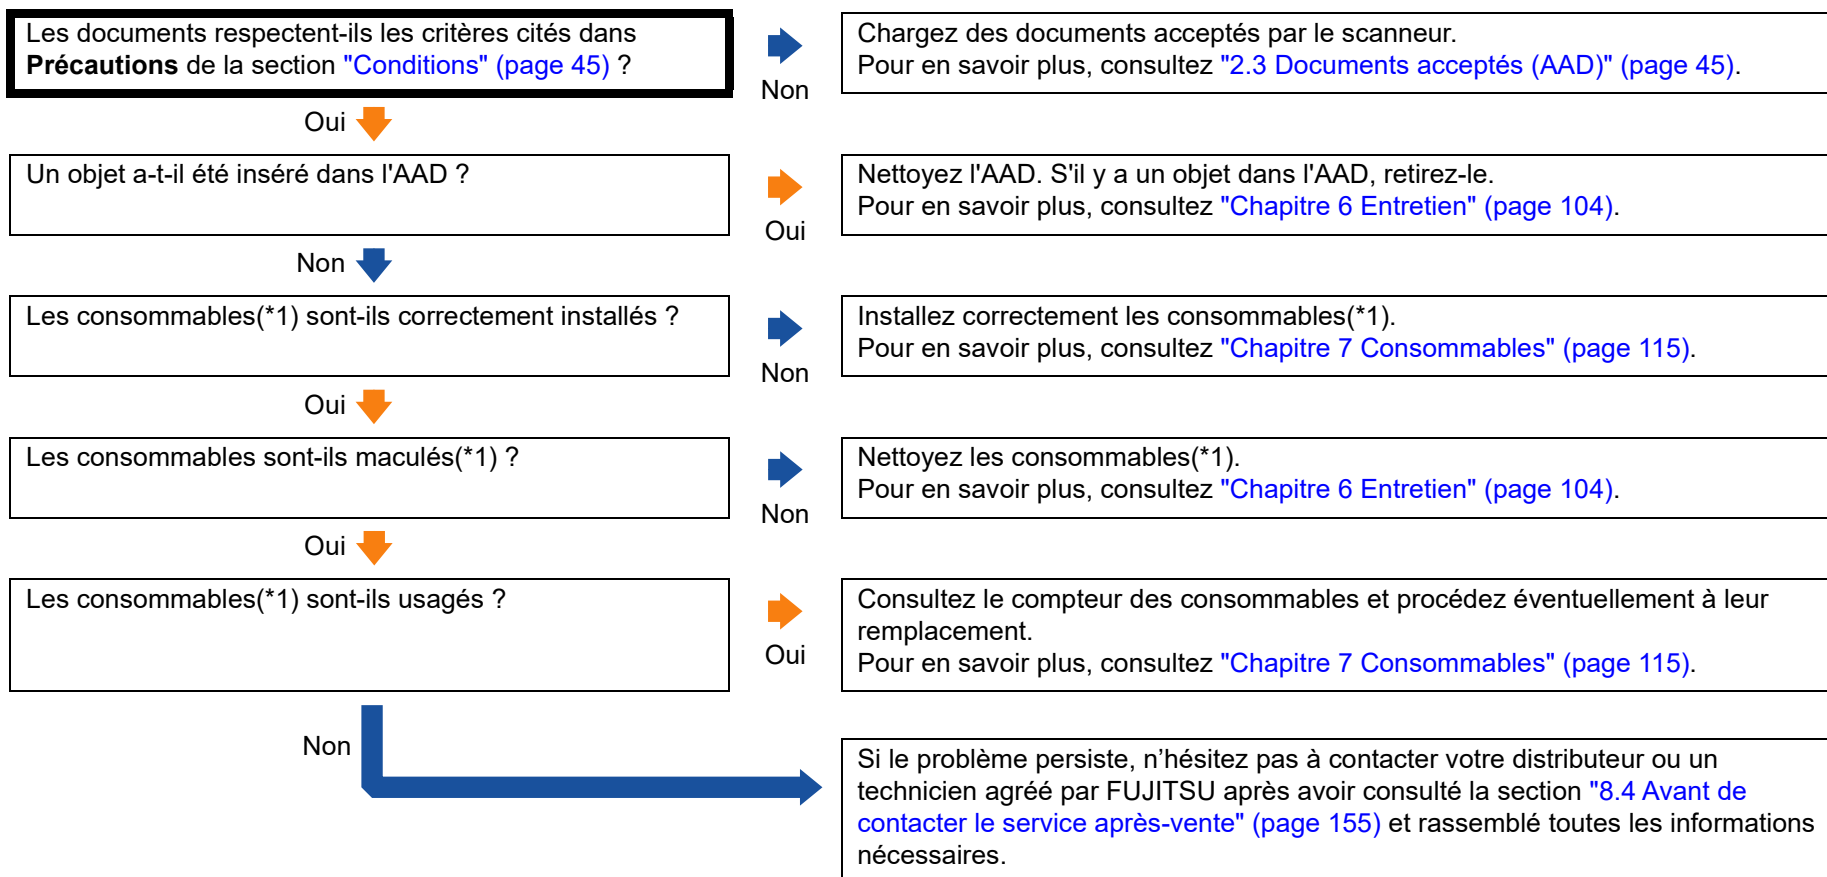 Les documents respectent-ils les critères cités dans
Précautions de la section "Conditions" (page 45) ?
Non
Chargez des documents acceptés par le scanneur.
Pour en savoir plus, consultez "2.3 Documents acceptés (AAD)" (page 45).
Oui
Un objet a-t-il été inséré dans l'AAD ?
Oui
Nettoyez l'AAD. S'il y a un objet dans l'AAD, retirez-le.
Pour en savoir plus, consultez "Chapitre 6 Entretien" (page 104).
Non
Les consommables(*1) sont-ils correctement installés ?
Non
Installez correctement les consommables(*1).
Pour en savoir plus, consultez "Chapitre 7 Consommables" (page 115).
Oui
Les consommables sont-ils maculés(*1) ?
Non
Nettoyez les consommables(*1).
Pour en savoir plus, consultez "Chapitre 6 Entretien" (page 104).
Oui
Les consommables(*1) sont-ils usagés ?
Oui
Consultez le compteur des consommables et procédez éventuellement à leur
remplacement.
Pour en savoir plus, consultez "Chapitre 7 Consommables" (page 115).
Non
Si le problème persiste, n’hésitez pas à contacter votre distributeur ou un
technicien agréé par FUJITSU après avoir consulté la section "8.4 Avant de
contacter le service après-vente" (page 155) et rassemblé toutes les informations
nécessaires.